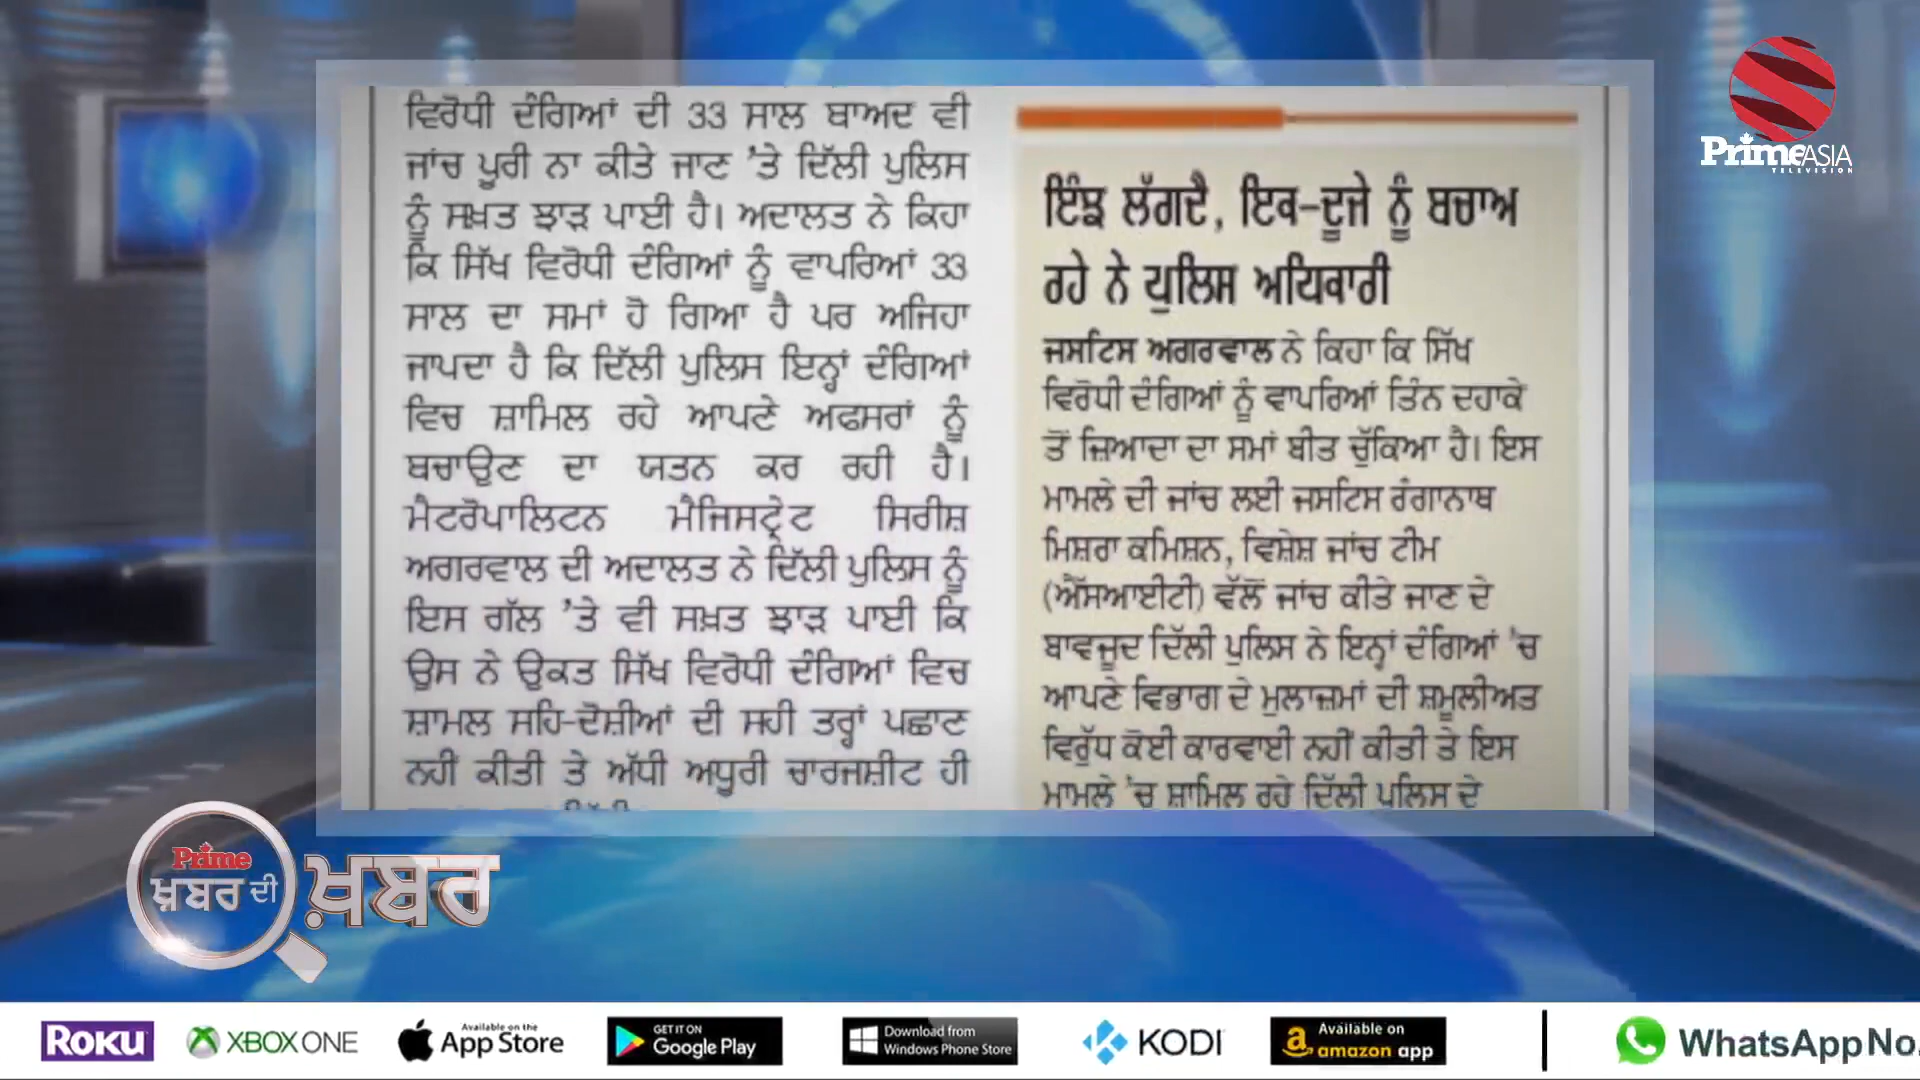 ਵਿਰੋਧੀ ਦੰਗਿਆਂ ਦੀ 33 ਸਾਲ ਬਾਅਦ ਵੀ
ਜਾਂਚ ਪੂਰੀ ਨਾ ਕੀਤੇ ਜਾਣ ’ਤੇ ਦਿੱਲੀ ਪੁਲਿਸ
ਨੂੰ ਸਖ਼ਤ ਝਾੜ ਪਾਈ ਹੈ। ਅਦਾਲਤ ਨੇ ਕਿਹਾ
ਕਿ ਸਿੱਖ ਵਿਰੋਧੀ ਦੰਗਿਆਂ ਨੂੰ ਵਾਪਰਿਆਂ 33
ਸਾਲ ਦਾ ਸਮਾਂ ਹੋ ਗਿਆ ਹੈ ਪਰ ਅਜਿਹਾ
ਜਾਪਦਾ ਹੈ ਕਿ ਦਿੱਲੀ ਪੁਲਿਸ ਇਨ੍ਹਾਂ ਦੰਗਿਆਂ
ਵਿਚ ਸ਼ਾਮਿਲ ਰਹੇ ਆਪਣੇ ਅਫਸਰਾਂ ਨੂੰ
ਬਚਾਉਣ ਦਾ ਯਤਨ ਕਰ ਰਹੀ ਹੈ।
ਮੈਟਰੋਪਾਲਿਟਨ ਮੈਜਿਸਟ੍ਰੇਟ ਸਿਰੀਸ਼
ਅਗਰਵਾਲ ਦੀ ਅਦਾਲਤ ਨੇ ਦਿੱਲੀ ਪੁਲਿਸ ਨੂੰ
ਇਸ ਗੱਲ ’ਤੇ ਵੀ ਸਖ਼ਤ ਝਾੜ ਪਾਈ ਕਿ
ਉਸ ਨੇ ਉਕਤ ਸਿੱਖ ਵਿਰੋਧੀ ਦੰਗਿਆਂ ਵਿਚ
ਸ਼ਾਮਲ ਸਹਿ-ਦੋਸ਼ੀਆਂ ਦੀ ਸਹੀ ਤਰ੍ਹਾਂ ਪਛਾਣ
ਨਹੀਂ ਕੀਤੀ ਤੇ ਅੱਧੀ ਅਧੂਰੀ ਚਾਰਜਸ਼ੀਟ ਹੀ
ਇੰਝ ਲੱਗਦੈ, ਇਕ-ਦੂਜੇ ਨੂੰ ਬਚਾਅ
ਰਹੇ ਨੇ ਪੁਲਿਸ ਅਧਿਕਾਰੀ
ਜਸਟਿਸ ਅਗਰਵਾਲ ਨੇ ਕਿਹਾ ਕਿ ਸਿੱਖ
ਵਿਰੋਧੀ ਦੰਗਿਆਂ ਨੂੰ ਵਾਪਰਿਆਂ ਤਿੰਨ ਦਹਾਕੇ
ਤੋਂ ਜ਼ਿਆਦਾ ਦਾ ਸਮਾਂ ਬੀਤ ਚੁੱਕਿਆ ਹੈ। ਇਸ
ਮਾਮਲੇ ਦੀ ਜਾਂਚ ਲਈ ਜਸਟਿਸ ਰੰਗਾਨਾਥ
ਮਿਸ਼ਰਾ ਕਮਿਸ਼ਨ, ਵਿਸ਼ੇਸ਼ ਜਾਂਚ ਟੀਮ
(ਐੱਸਆਈਟੀ) ਵੱਲੋਂ ਜਾਂਚ ਕੀਤੇ ਜਾਣ ਦੇ
ਬਾਵਜੂਦ ਦਿੱਲੀ ਪੁਲਿਸ ਨੇ ਇਨ੍ਹਾਂ ਦੰਗਿਆਂ 'ਚ
ਆਪਣੇ ਵਿਭਾਗ ਦੇ ਮੁਲਾਜ਼ਮਾਂ ਦੀ ਸ਼ਮੂਲੀਅਤ
ਵਿਰੁੱਧ ਕੋਈ ਕਾਰਵਾਈ ਨਹੀਂ ਕੀਤੀ ਤੇ ਇਸ
ਮਾਮਲੇ 'ਚ ਸ਼ਾਮਿਲ ਰਹੇ ਦਿੱਲੀ ਪੁਲਿਸ ਦੇ
Prime ASIA
TELEVISION
Prime
ਖ਼ਬਰ ਦੀ
ਖ਼ਬਰ
ROKU
XBOX ONE
Available on the
App Store
GET IT ON
Google Play
Download from
Windows Phone Store
KODI
Available on
amazon app
WhatsApp No.